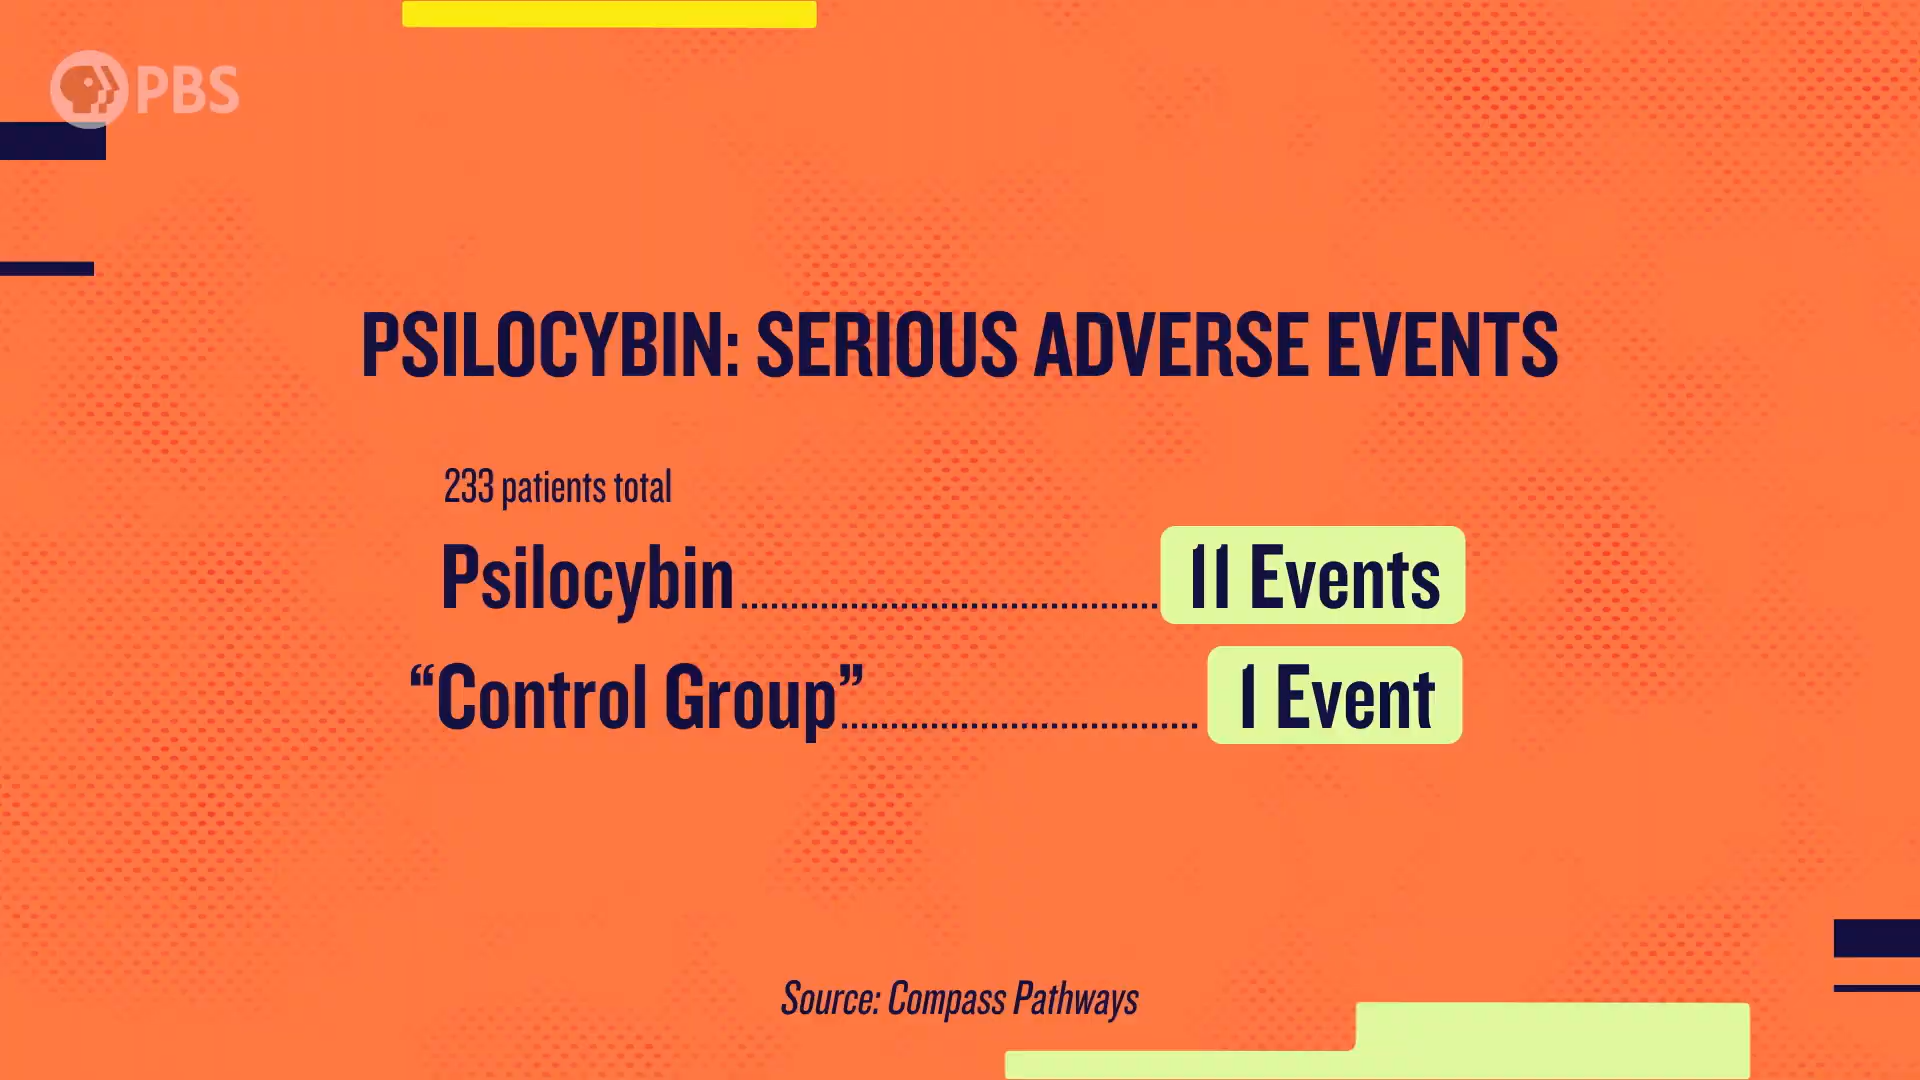 PBS
PSILOCYBIN: SERIOUS ADVERSE EVENTS
233 patients total
Psilocybin........................................ 11 Events
“Control Group”.................................. 1 Event
Source: Compass Pathways